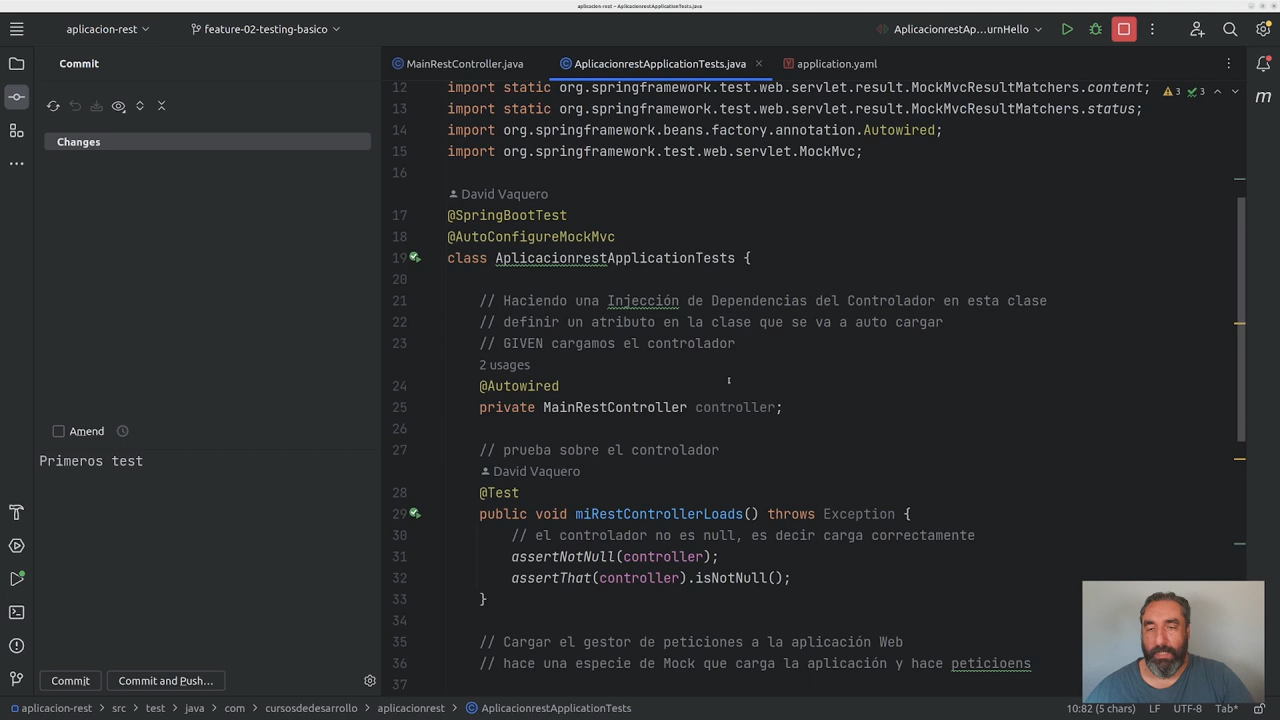 aplicacion-rest – AplicacionrestApplicationTests.java
aplicacion-rest
feature-02-testing-basico
AplicacionrestAp...urnHello
Commit
MainRestController.java
AplicacionrestApplicationTests.java
application.yaml
Changes
Amend
Primeros test
Commit
Commit and Push...
12 import static org.springframework.test.web.servlet.result.MockMvcResultMatchers.content;
3
3
13 import static org.springframework.test.web.servlet.result.MockMvcResultMatchers.status;
14 import org.springframework.beans.factory.annotation.Autowired;
15 import org.springframework.test.web.servlet.MockMvc;
16
David Vaquero
17 @SpringBootTest
18 @AutoConfigureMockMvc
19 class AplicacionrestApplicationTests {
20
21 // Haciendo una Injección de Dependencias del Controlador en esta clase
22 // definir un atributo en la clase que se va a auto cargar
23 // GIVEN cargamos el controlador
2 usages
24 @Autowired
25 private MainRestController controller;
26
27 // prueba sobre el controlador
David Vaquero
28 @Test
29 public void miRestControllerLoads() throws Exception {
30 // el controlador no es null, es decir carga correctamente
31 assertNotNull(controller);
32 assertThat(controller).isNotNull();
33 }
34
35 // Cargar el gestor de peticiones a la aplicación Web
36 // hace una especie de Mock que carga la aplicación y hace peticioens
37
aplicacion-rest > src > test > java > com > cursosdedesarrollo > aplicacionrest > AplicacionrestApplicationTests
10:82 (5 chars) LF UTF-8 Tab*